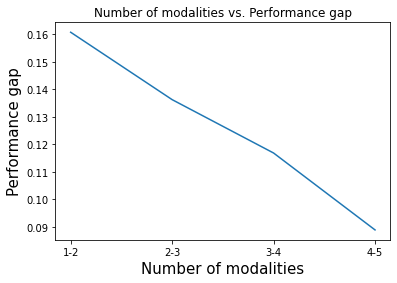 Number of modalities vs. Performance gap
0.16
0.15
0.14
0.13
0.12
0.11
0.10
0.09
Performance gap
1-2 2-3 3-4 4-5
Number of modalities